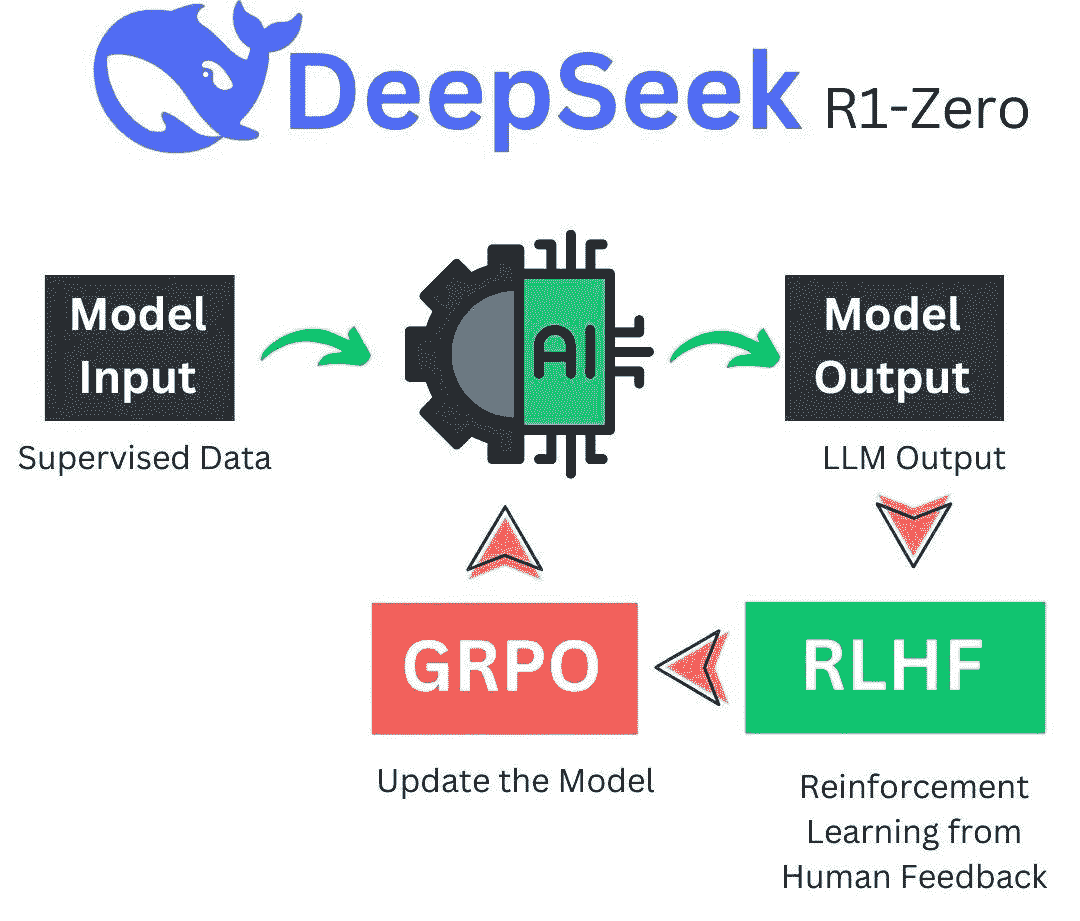 DeepSeek R1-Zero
Model
Input
Supervised Data
AI
Model
Output
LLM Output
GRPO
Update the Model
RLHF
Reinforcement
Learning from
Human Feedback